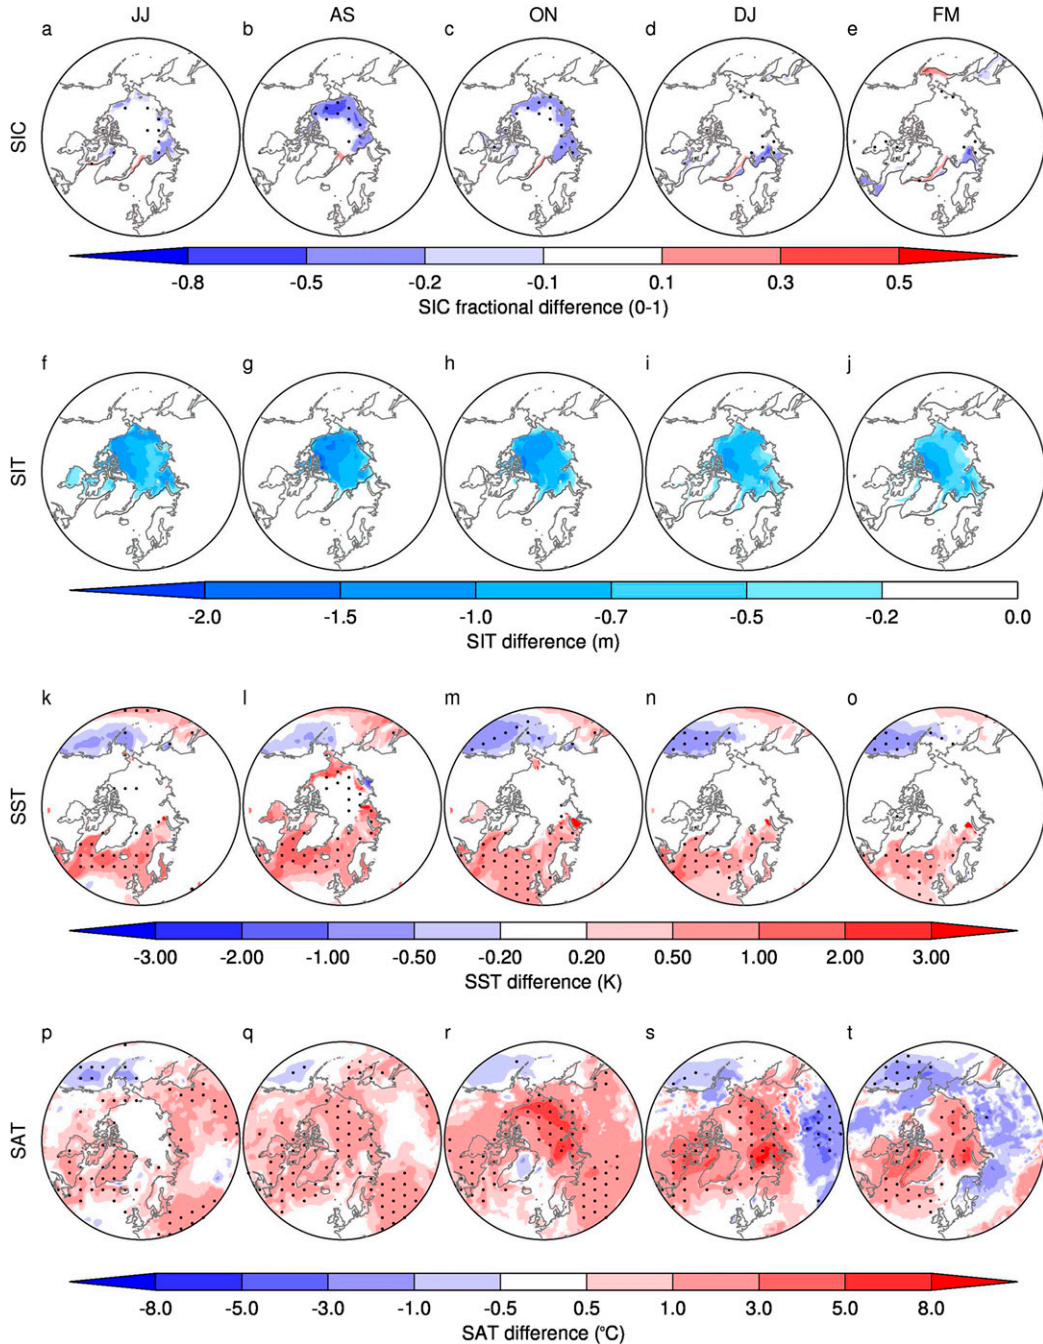 JJ AS ON DJ FM
a b c d e
SIC
-0.8 -0.5 -0.2 -0.1 0.1 0.3 0.5
SIC fractional difference (0-1)
f g h i j
SIT
-2.0 -1.5 -1.0 -0.7 -0.5 -0.2 0.0
SIT difference (m)
k l m n o
SST
-3.00 -2.00 -1.00 -0.50 -0.20 0.20 0.50 1.00 2.00 3.00
SST difference (K)
p q r s t
SAT
-8.0 -5.0 -3.0 -1.0 -0.5 0.5 1.0 3.0 5.0 8.0
SAT difference (°C)